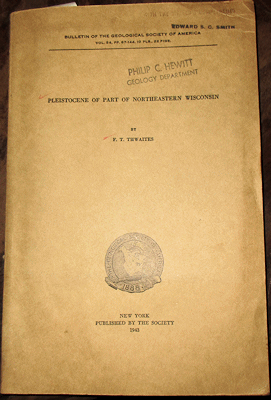 EDWARD S. C. SMITH
BULLETIN OF THE GEOLOGICAL SOCIETY OF AMERICA
PHILIP C. HEWITT
GEOLOGY DEPARTMENT
PLEISTOCENE OF PART OF NORTHEASTERN WISCONSIN
BY
F. T. THWAITES
1888
NEW YORK
PUBLISHED BY THE SOCIETY
1943